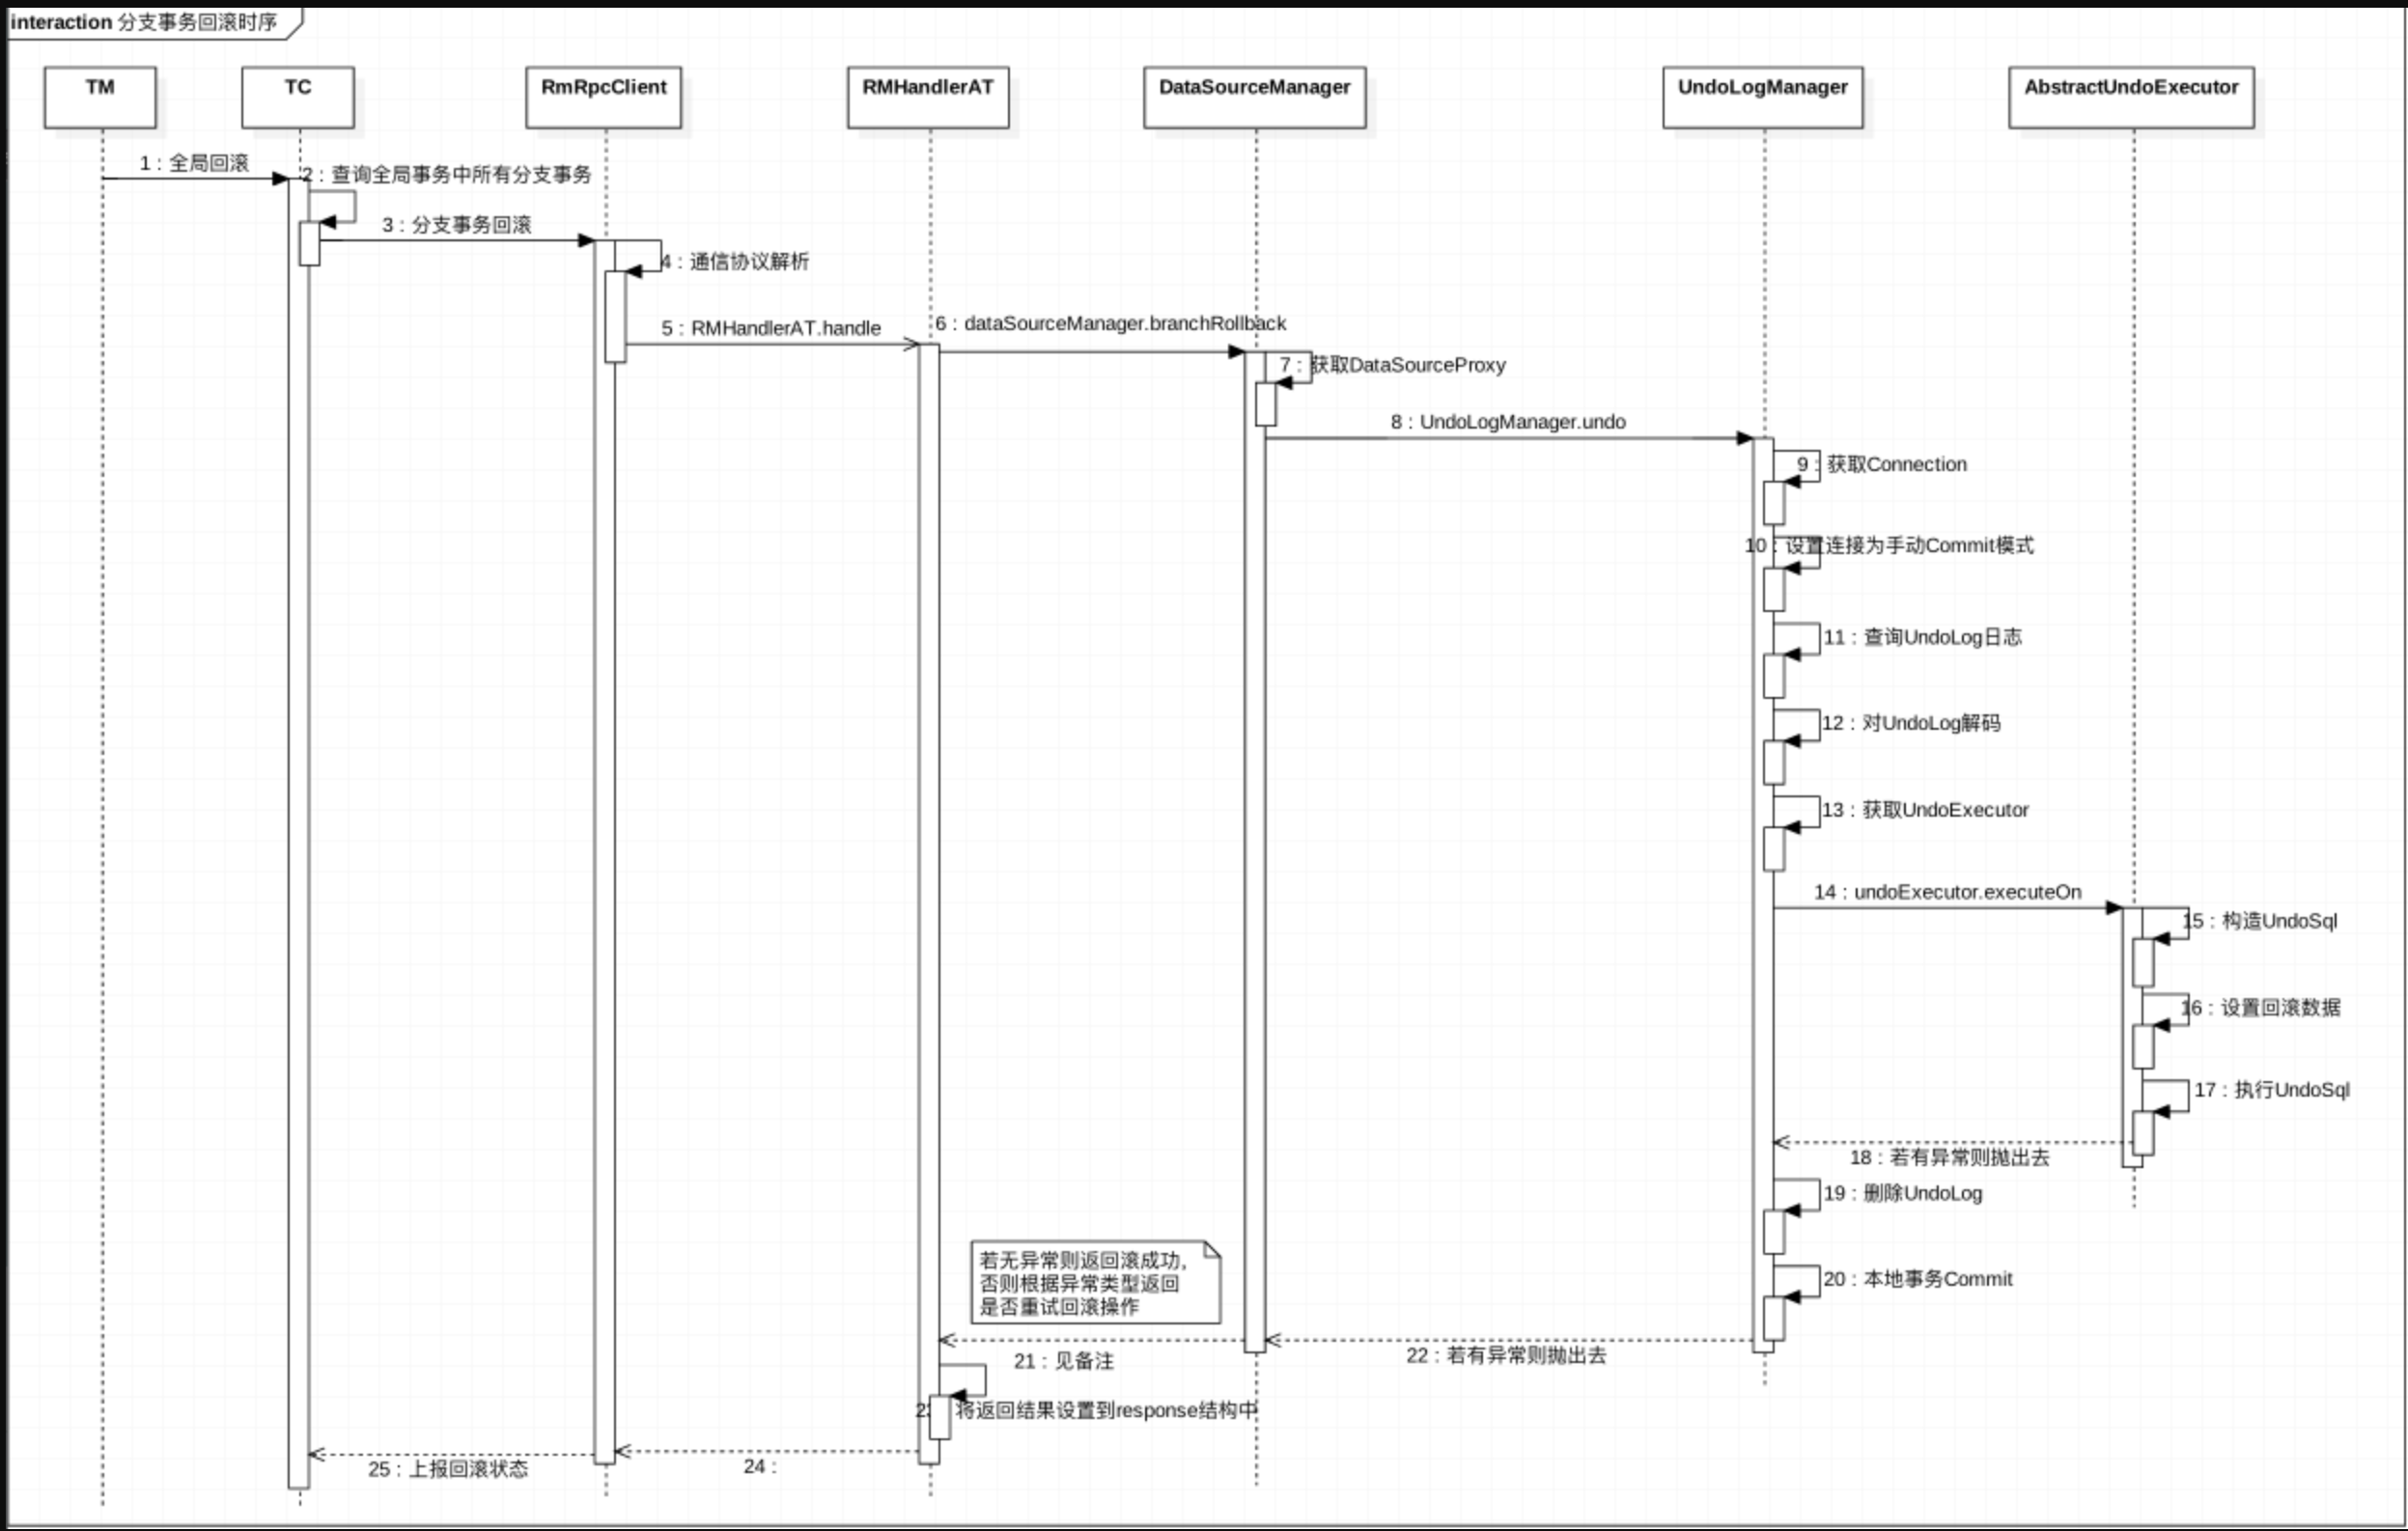 interaction 分支事务回滚时序
TM
TC
RmRpcClient
RMHandlerAT
DataSourceManager
UndoLogManager
AbstractUndoExecutor
1 : 全局回滚
2 : 查询全局事务中所有分支事务
3 : 分支事务回滚
4 : 通信协议解析
5 : RMHandlerAT.handle
6 : dataSourceManager.branchRollback
7 : 获取DataSourceProxy
8 : UndoLogManager.undo
9 : 获取Connection
10 : 设置连接为手动Commit模式
11 : 查询UndoLog日志
12 : 对UndoLog解码
13 : 获取UndoExecutor
14 : undoExecutor.executeOn
15 : 构造UndoSql
16 : 设置回滚数据
17 : 执行UndoSql
18 : 若有异常则抛出去
19 : 删除UndoLog
20 : 本地事务Commit
若无异常则返回滚成功，
否则根据异常类型返回
是否重试回滚操作
21 : 见备注
22 : 若有异常则抛出去
23 将返回结果设置到response结构中
24 :
25 : 上报回滚状态